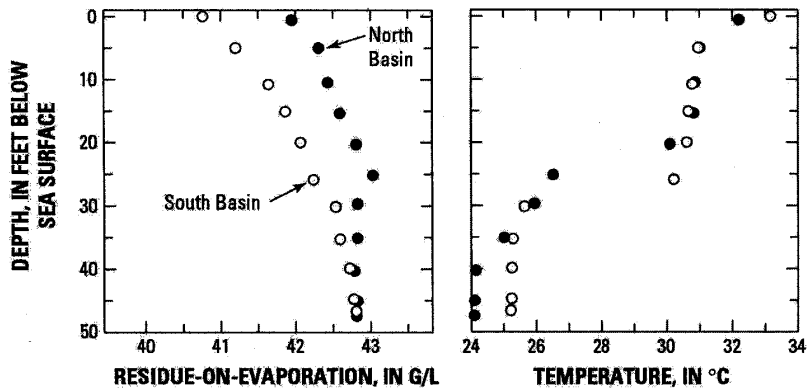 DEPTH, IN FEET BELOW
SEA SURFACE
0
10
20
30
40
50
North
Basin
South Basin
40 41 42 43
24 26 28 30 32 34
RESIDUE-ON-EVAPORATION, IN G/L
TEMPERATURE, IN °C